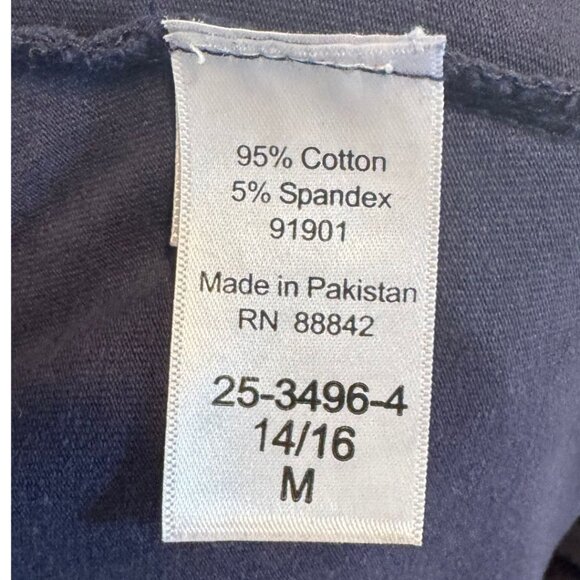 95% Cotton
5% Spandex
91901
Made in Pakistan
RN 88842
25-3496-4
14/16
M